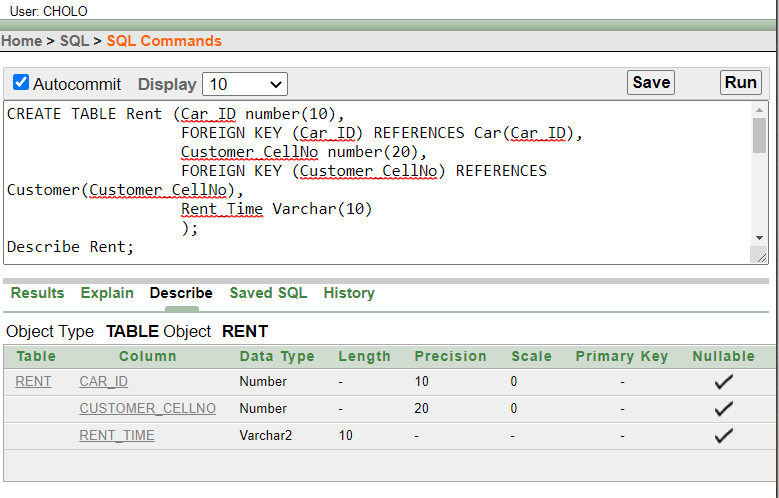 User: CHOLO
Home > SQL > SQL Commands
Autocommit Display 10 Save Run
CREATE TABLE Rent (Car_ID number(10),
FOREIGN KEY (Car_ID) REFERENCES Car(Car_ID),
Customer_CellNo number(20),
FOREIGN KEY (Customer_CellNo) REFERENCES
Customer(Customer_CellNo),
Rent_Time Varchar(10)
);
Describe Rent;
Results Explain Describe Saved SQL History
Object Type TABLE Object RENT
Table Column Data Type Length Precision Scale Primary Key Nullable
RENT CAR_ID Number - 10 0 -
CUSTOMER_CELLNO Number - 20 0 -
RENT_TIME Varchar2 10 - - -